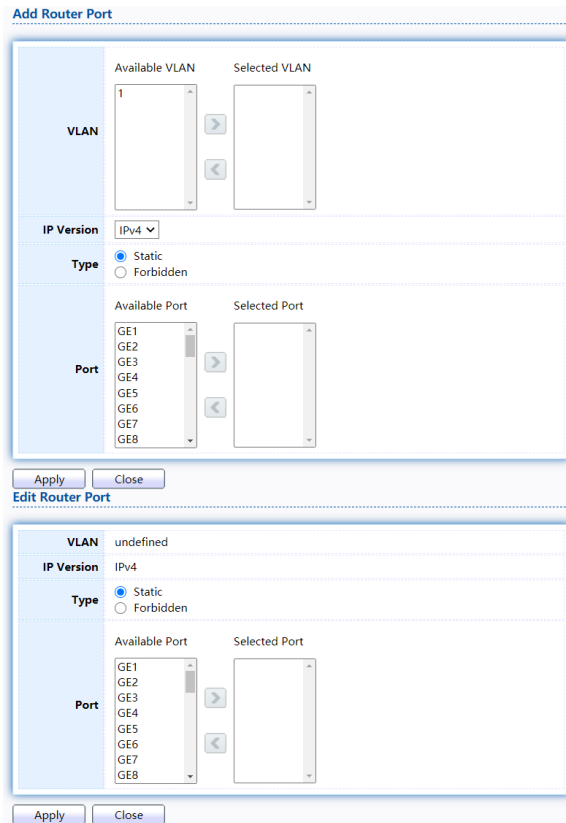 Add Router Port
Available VLAN Selected VLAN
1
VLAN
IP Version IPv4
Type Static
Forbidden
Available Port Selected Port
GE1
GE2
GE3
GE4
Port GE5
GE6
GE7
GE8
Apply Close
Edit Router Port
VLAN undefined
IP Version IPv4
Type Static
Forbidden
Available Port Selected Port
GE1
GE2
GE3
GE4
Port GE5
GE6
GE7
GE8
Apply Close